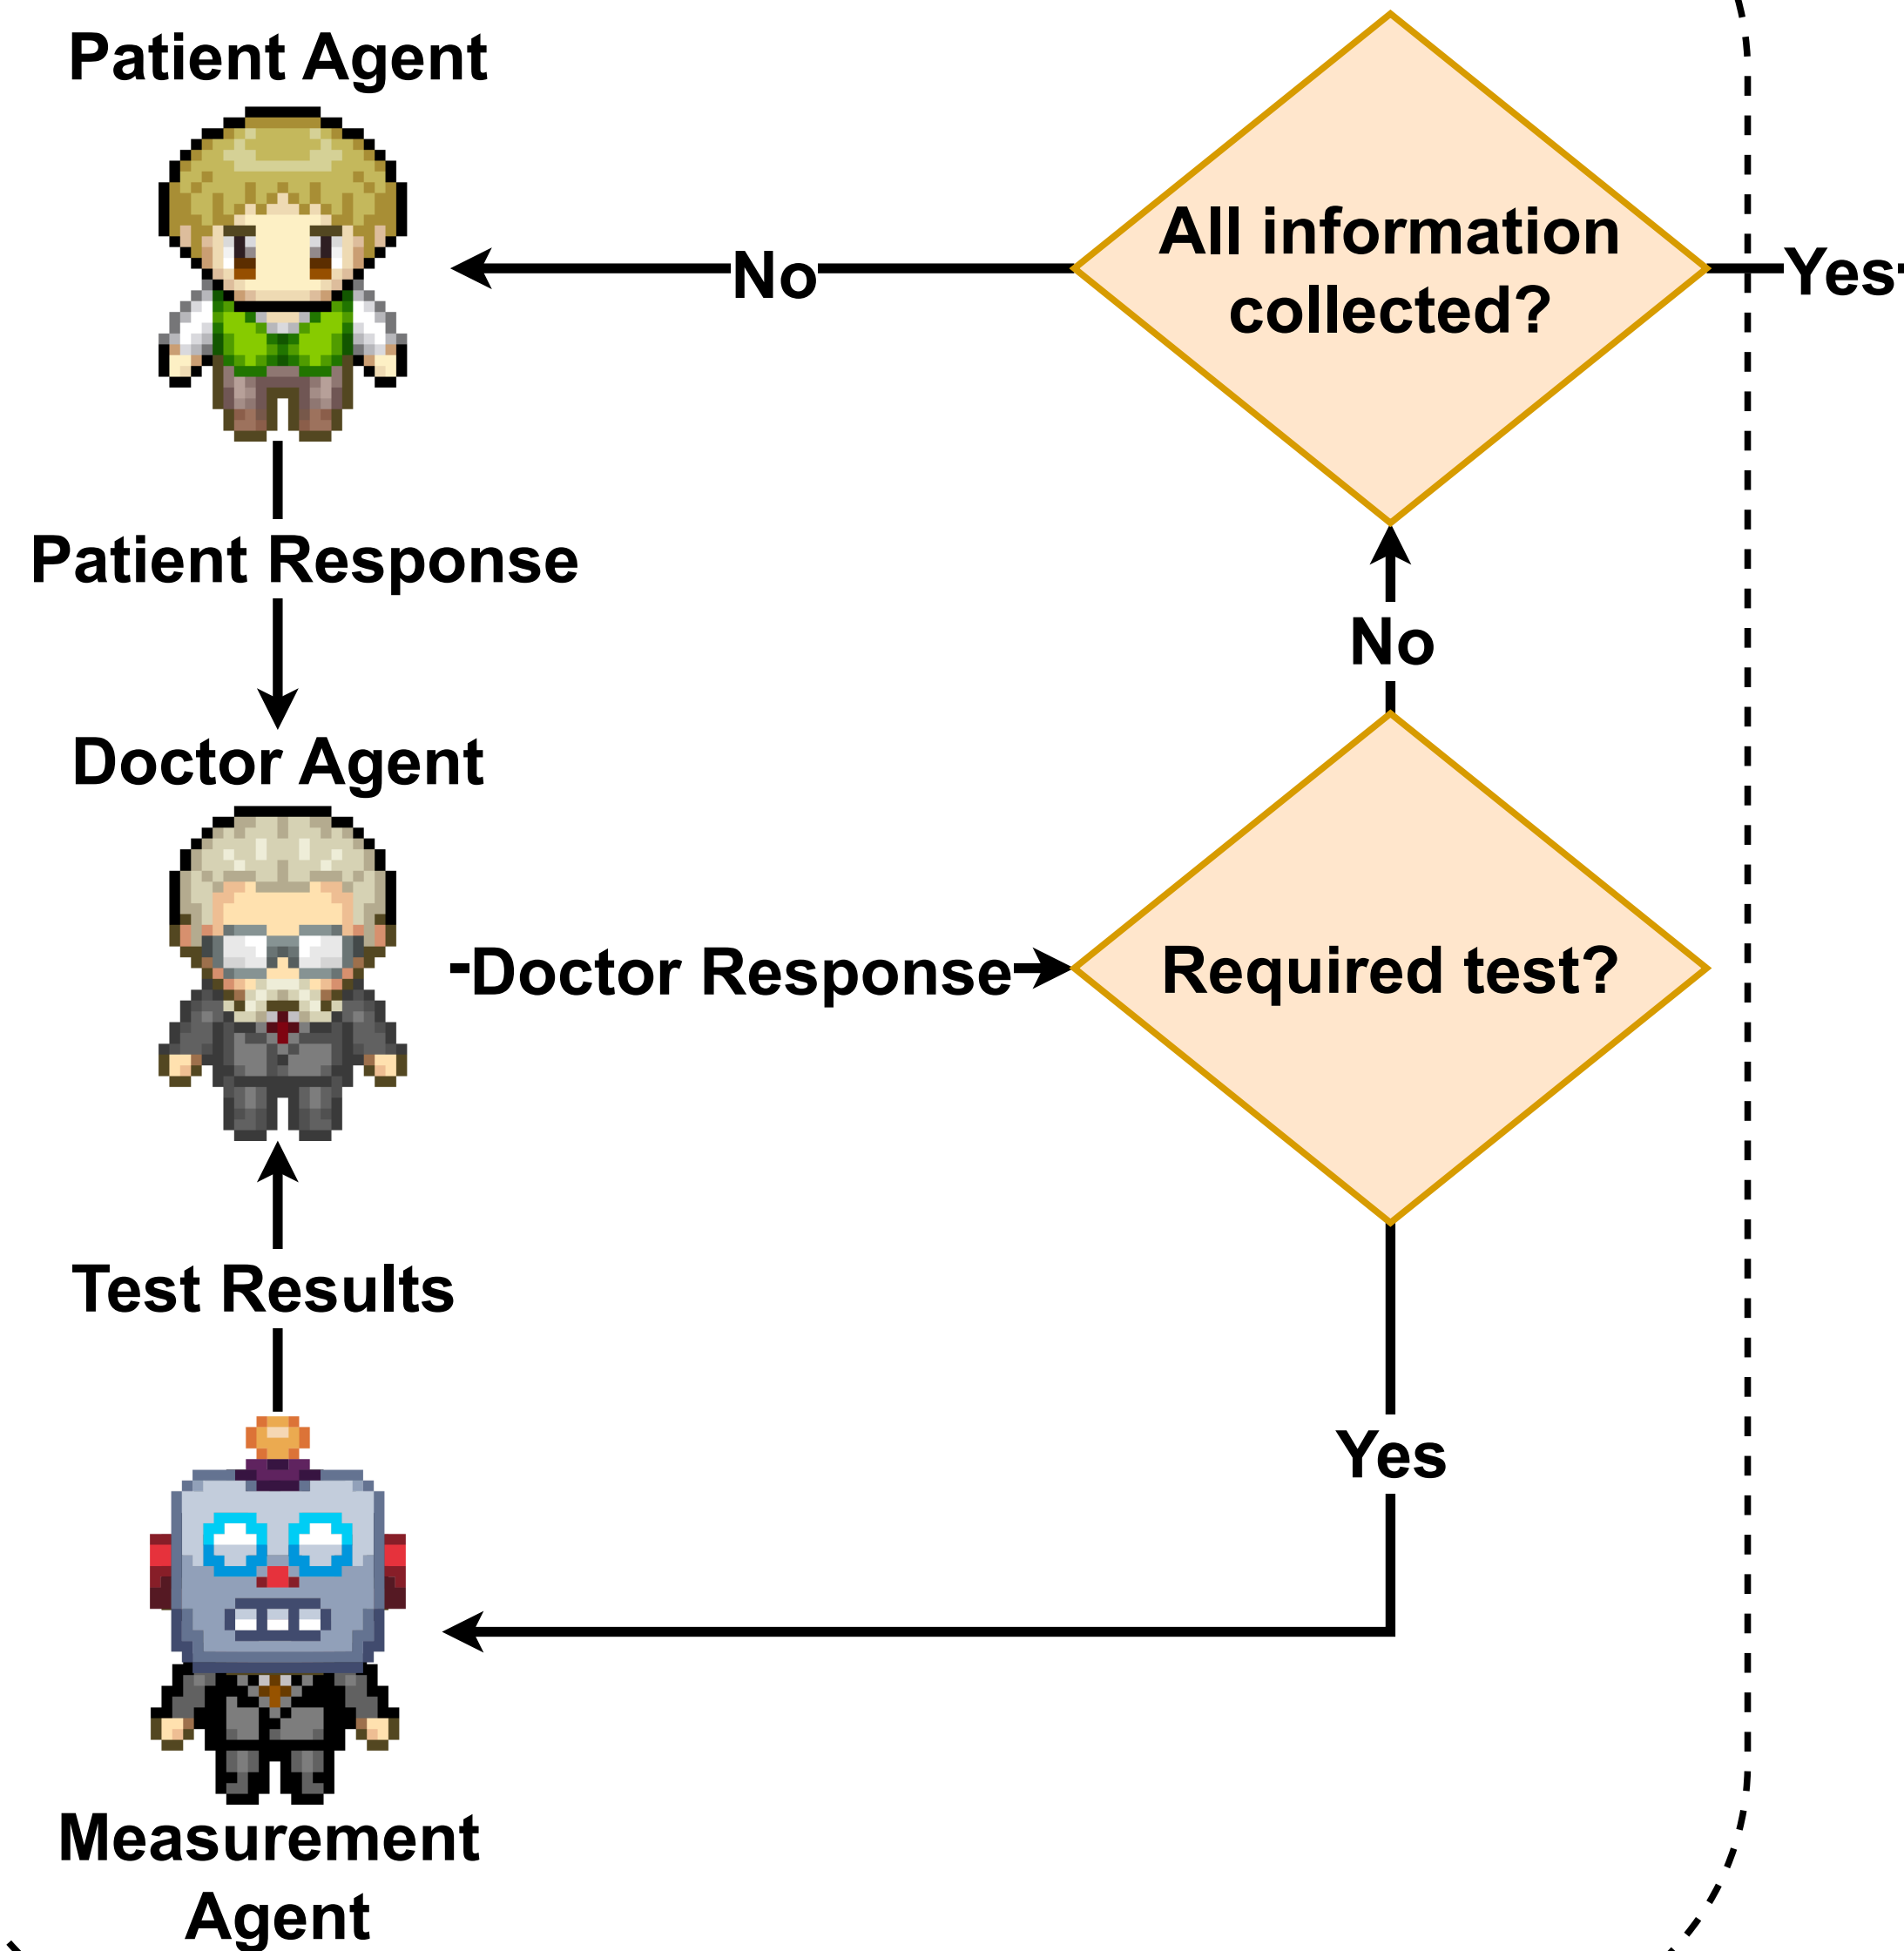 Patient Agent
All information
collected?
No
Yes
Patient Response
No
Doctor Agent
Doctor Response
Required test?
Test Results
Yes
Measurement
Agent